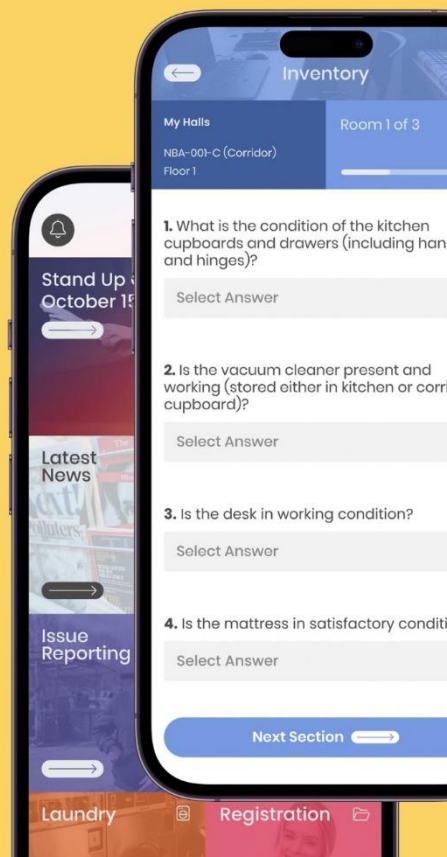 Inventory
My Halls
NBA-001-C (Corridor)
Floor 1
Room 1 of 3
1. What is the condition of the kitchen
cupboards and drawers (including han
and hinges)?
Select Answer
2. Is the vacuum cleaner present and
working (stored either in kitchen or corri
cupboard)?
Select Answer
3. Is the desk in working condition?
Select Answer
4. Is the mattress in satisfactory conditi
Select Answer
Next Section
Stand Up
October 15
Latest
News
Issue
Reporting
Laundry
Registration